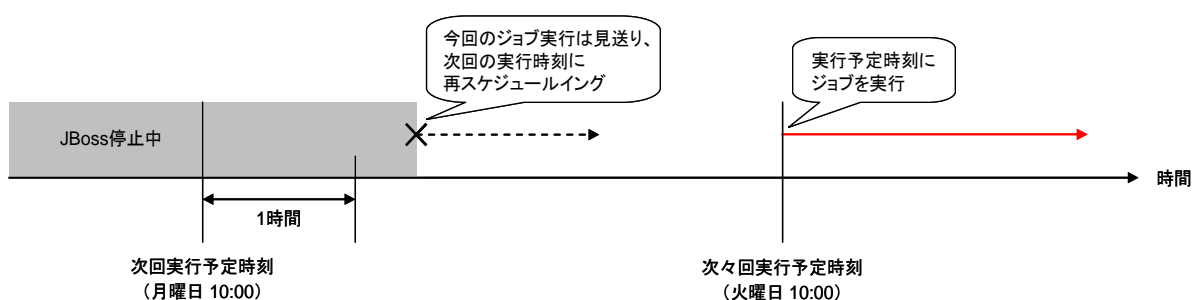 今回のジョブ実行は見送り、
次回の実行時刻に
再スケジュールイング
実行予定時刻に
ジョブを実行
JBoss停止中
時間
1時間
次回実行予定時刻
（月曜日 10:00）
次々回実行予定時刻
（火曜日 10:00）